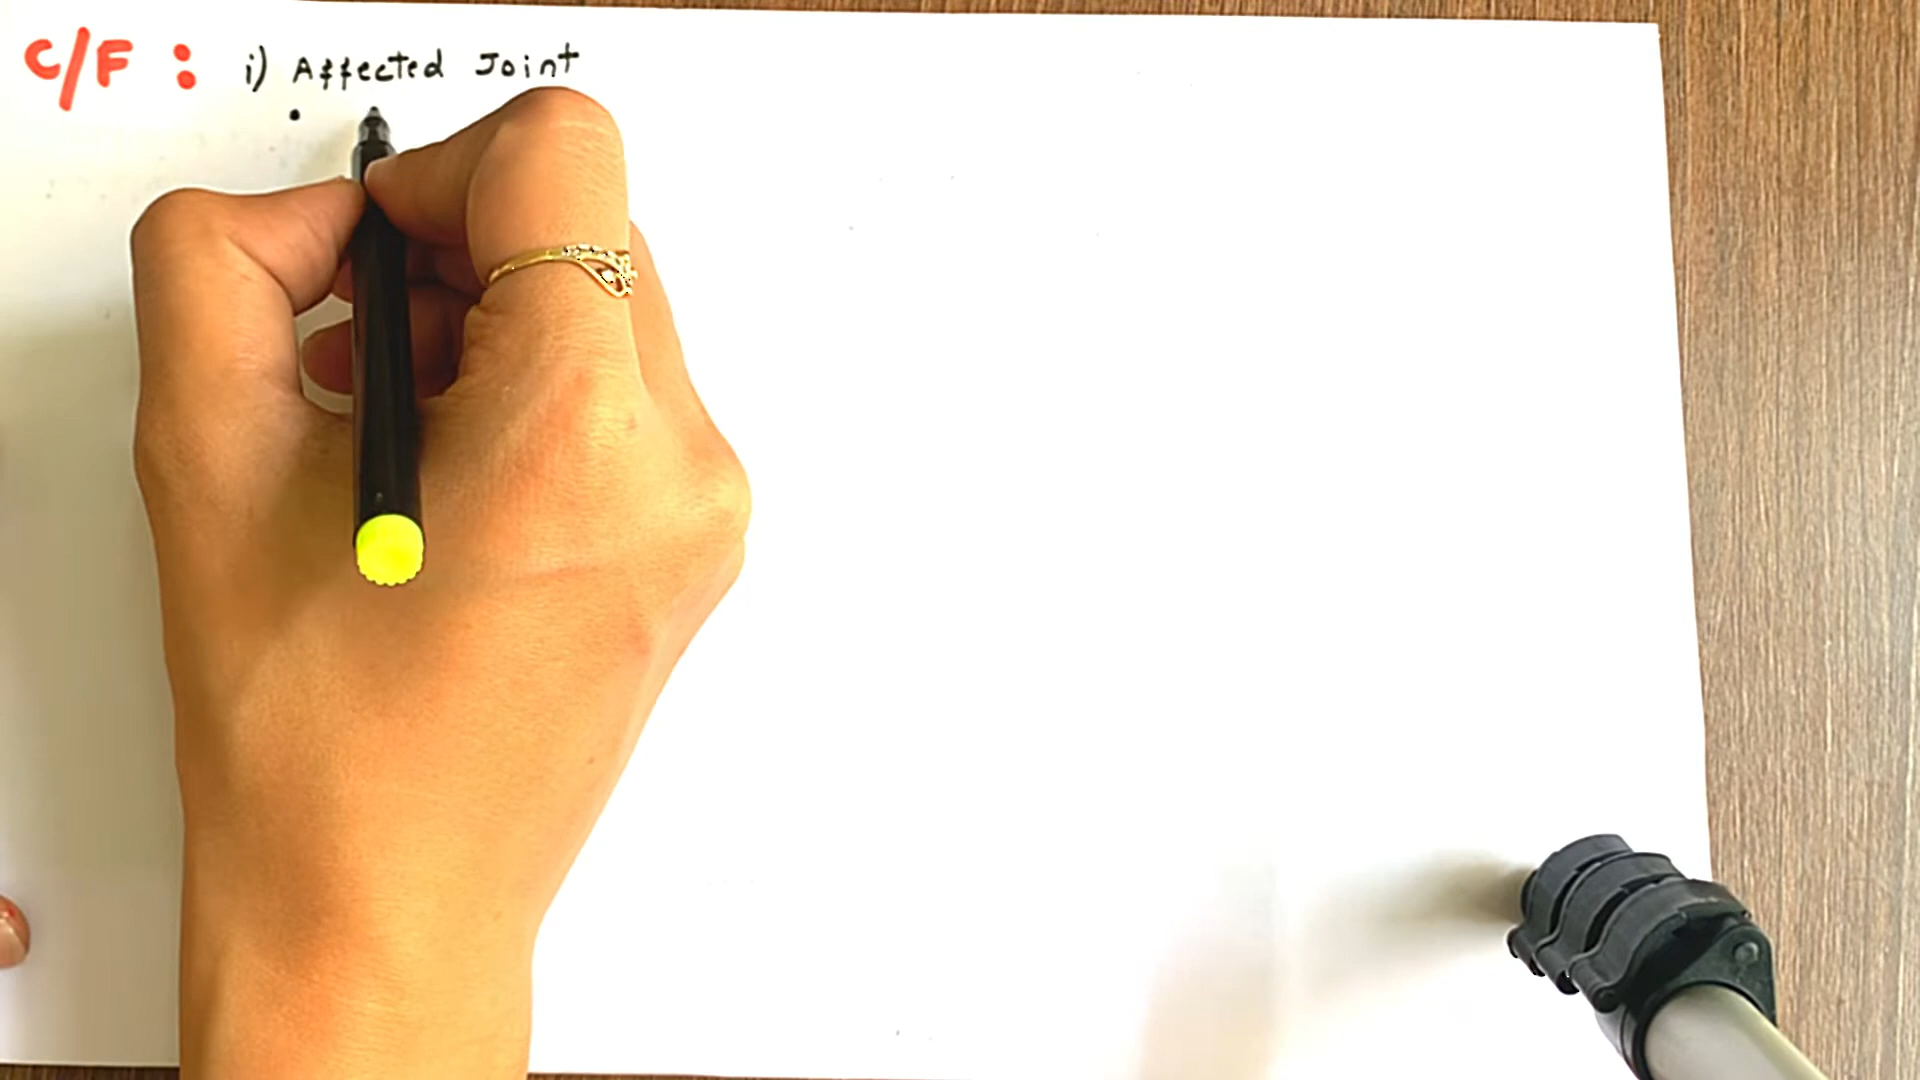 C/F : i) Affected Joint
•